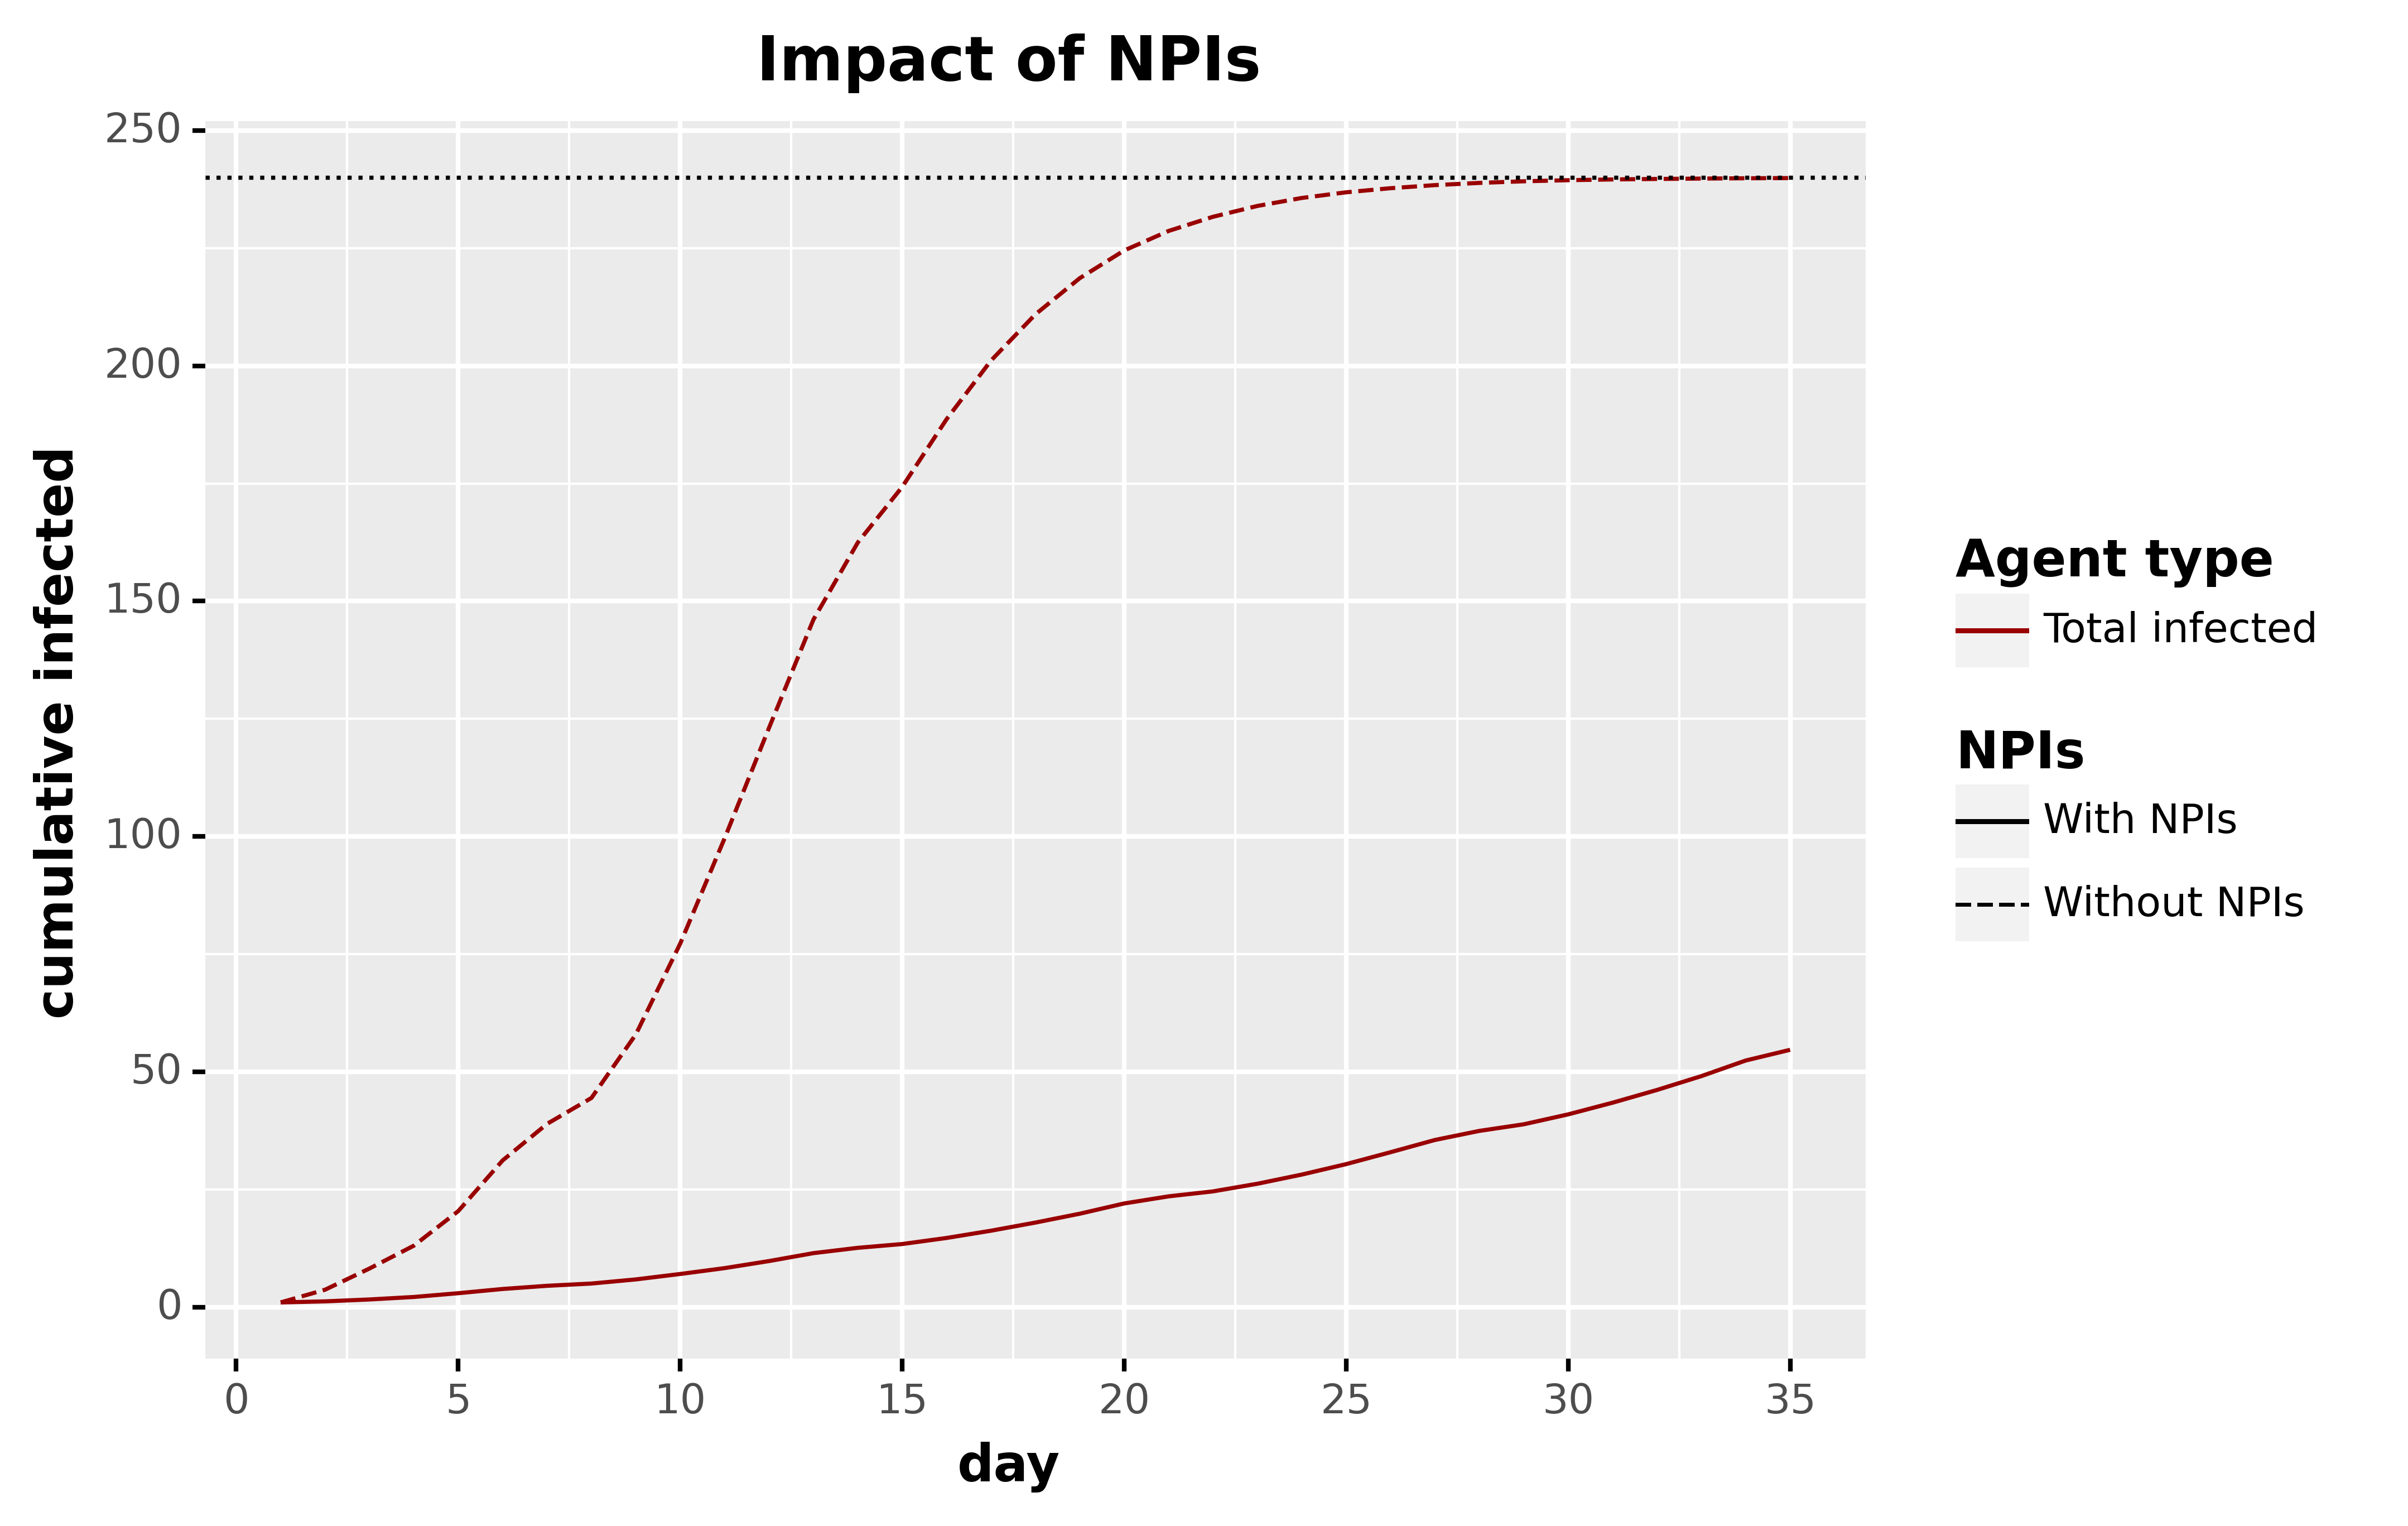 Impact of NPIs
cumulative infected
250
200
150
100
50
0
0 5 10 15 20 25 30 35
day
Agent type
Total infected
NPIs
With NPIs
Without NPIs